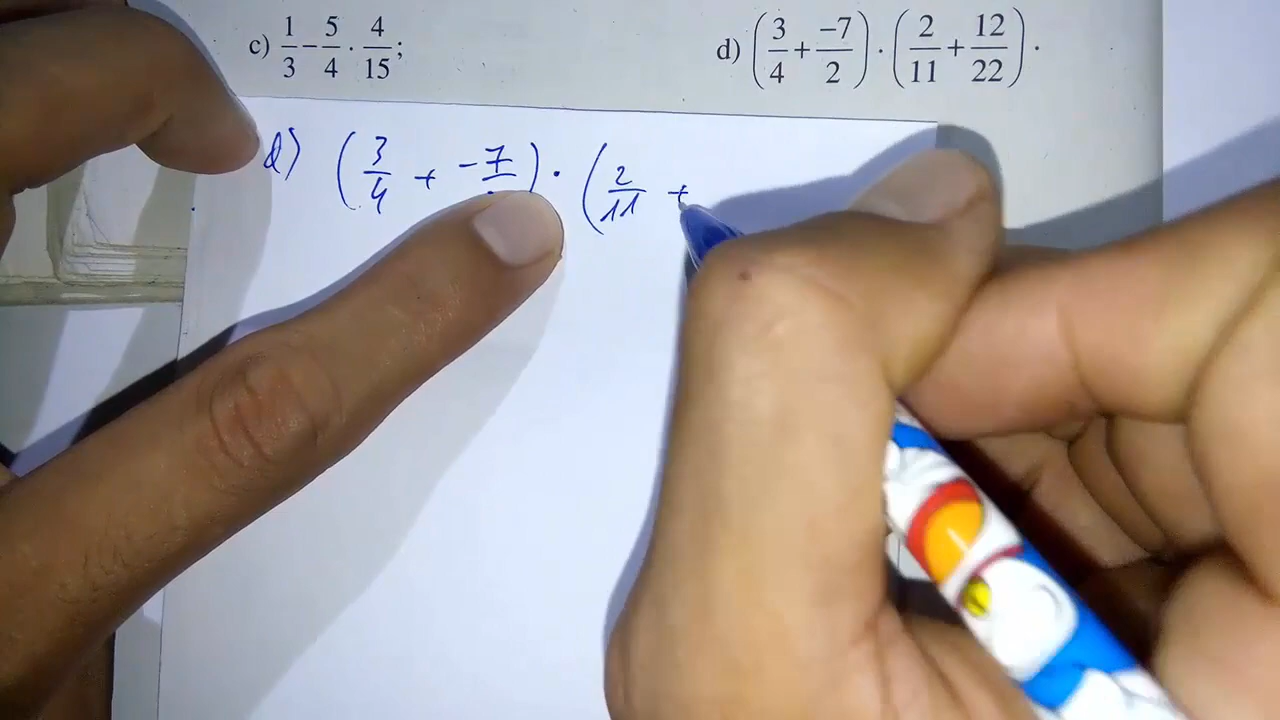 c) 1/3 − 5/4 · 4/15; d) (3/4 + −7/2) · (2/11 + 12/22) ·
d) (3/4 + −7/) · (2/11 +